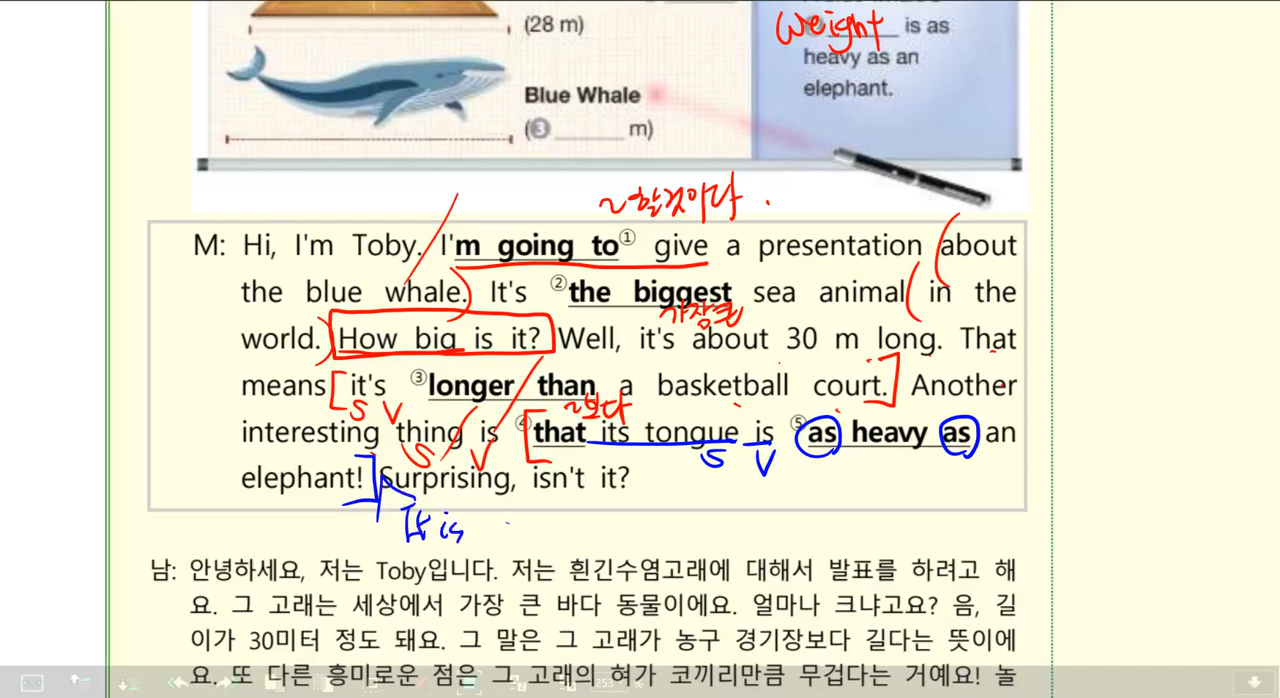 (28 m)
Weight
is as
heavy as an
elephant.
Blue Whale
(③ ______ m)
~할것이다.
M: Hi, I'm Toby. I'm going to① give a presentation about
the blue whale. It's ②the biggest sea animal in the
가장큰
world. How big is it? Well, it's about 30 m long. That
means it's ③longer than a basketball court. Another
S V ~보다
interesting thing is ④that its tongue is ⑤as heavy as an
S V S V
elephant! Surprising, isn't it?
It is
남: 안녕하세요, 저는 Toby입니다. 저는 흰긴수염고래에 대해서 발표를 하려고 해
요. 그 고래는 세상에서 가장 큰 바다 동물이에요. 얼마나 크냐고요? 음, 길
이가 30미터 정도 돼요. 그 말은 그 고래가 농구 경기장보다 길다는 뜻이에
요. 또 다른 흥미로운 점은 그 고래의 혀가 코끼리만큼 무겁다는 거예요! 놀